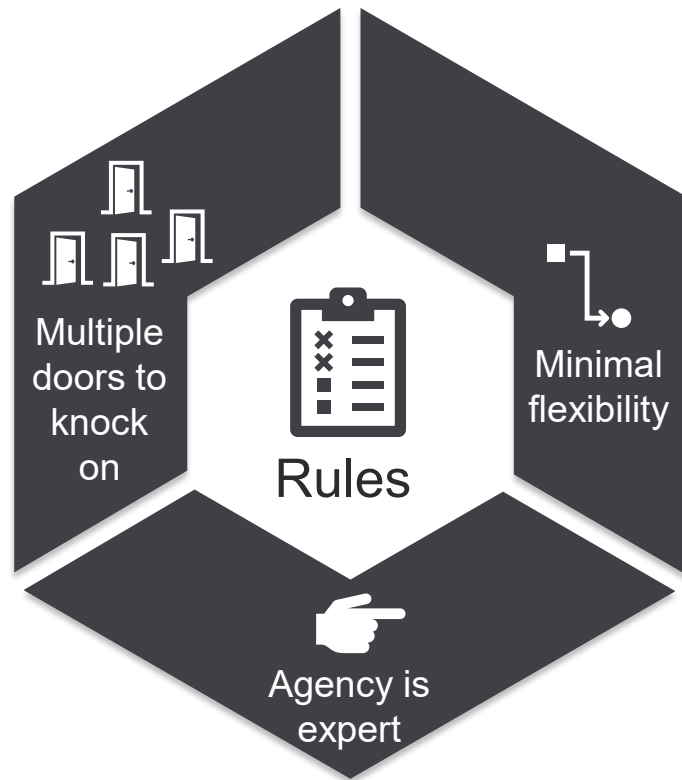 Multiple
doors to
knock
on
Minimal
flexibility
Rules
Agency is
expert